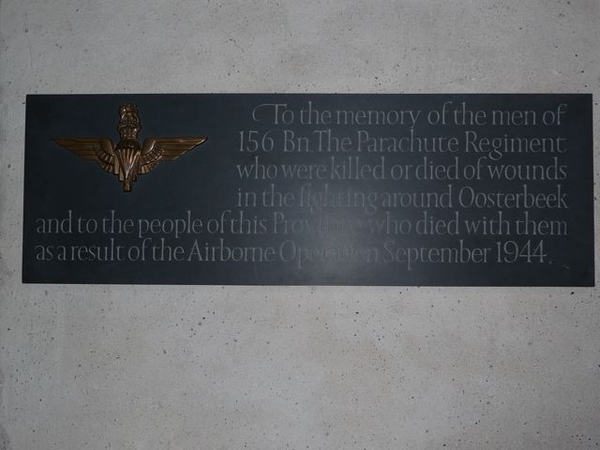 To the memory of the men of
156 Bn. The Parachute Regiment
who were killed or died of wounds
in the fighting around Oosterbeek
and to the people of this Province who died with them
as a result of the Airborne Operation September 1944.